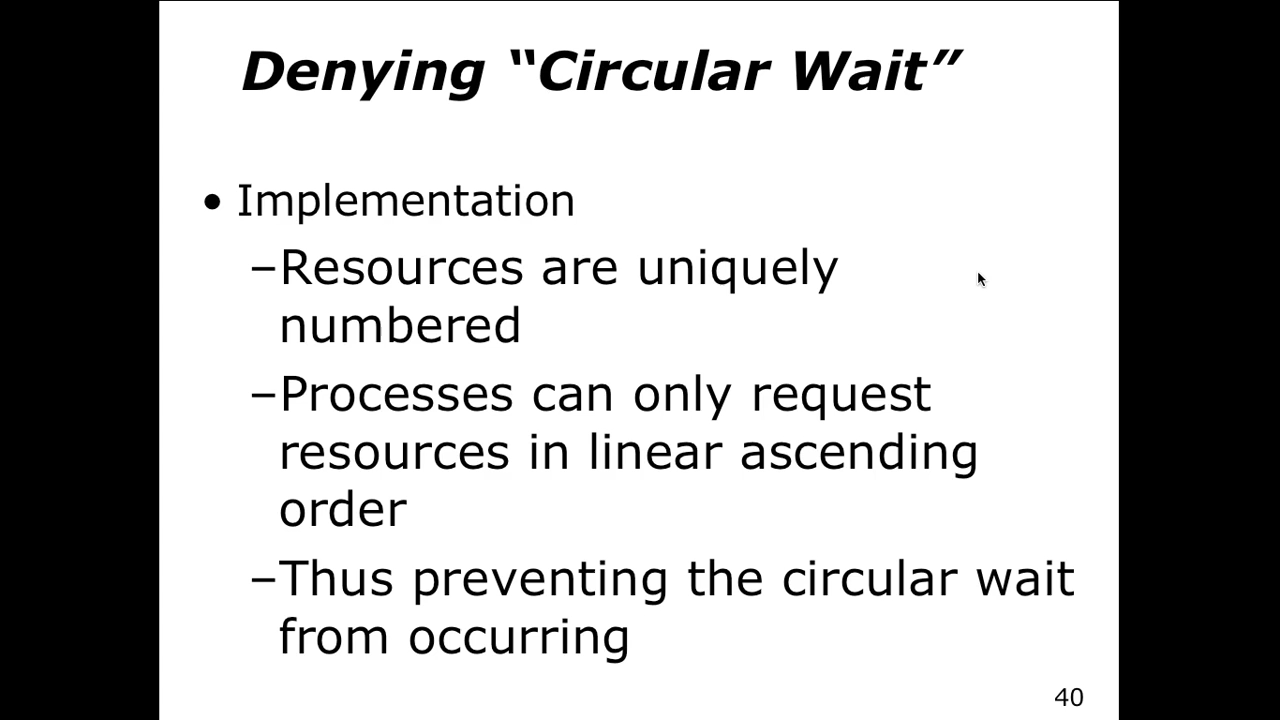 Denying “Circular Wait”
• Implementation
–Resources are uniquely
numbered
–Processes can only request
resources in linear ascending
order
–Thus preventing the circular wait
from occurring
40